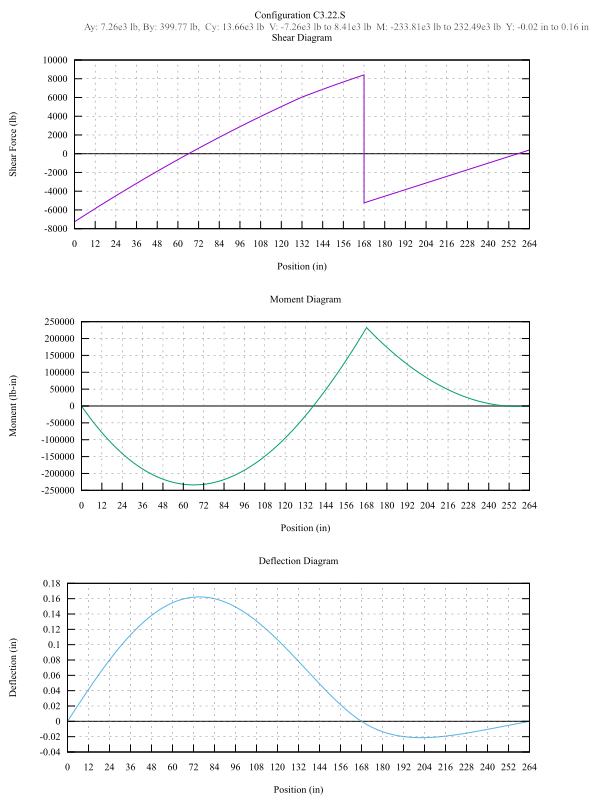 Configuration C3.22.S
Ay: 7.26e3 lb, By: 399.77 lb, Cy: 13.66e3 lb V: -7.26e3 lb to 8.41e3 lb M: -233.81e3 lb to 232.49e3 lb Y: -0.02 in to 0.16 in
Shear Diagram
10000
8000
6000
4000
2000
0
-2000
-4000
-6000
-8000
Shear Force (lb)
0 12 24 36 48 60 72 84 96 108 120 132 144 156 168 180 192 204 216 228 240 252 264
Position (in)
Moment Diagram
250000
200000
150000
100000
50000
0
-50000
-100000
-150000
-200000
-250000
Moment (lb-in)
0 12 24 36 48 60 72 84 96 108 120 132 144 156 168 180 192 204 216 228 240 252 264
Position (in)
Deflection Diagram
0.18
0.16
0.14
0.12
0.1
0.08
0.06
0.04
0.02
0
-0.02
-0.04
Deflection (in)
0 12 24 36 48 60 72 84 96 108 120 132 144 156 168 180 192 204 216 228 240 252 264
Position (in)